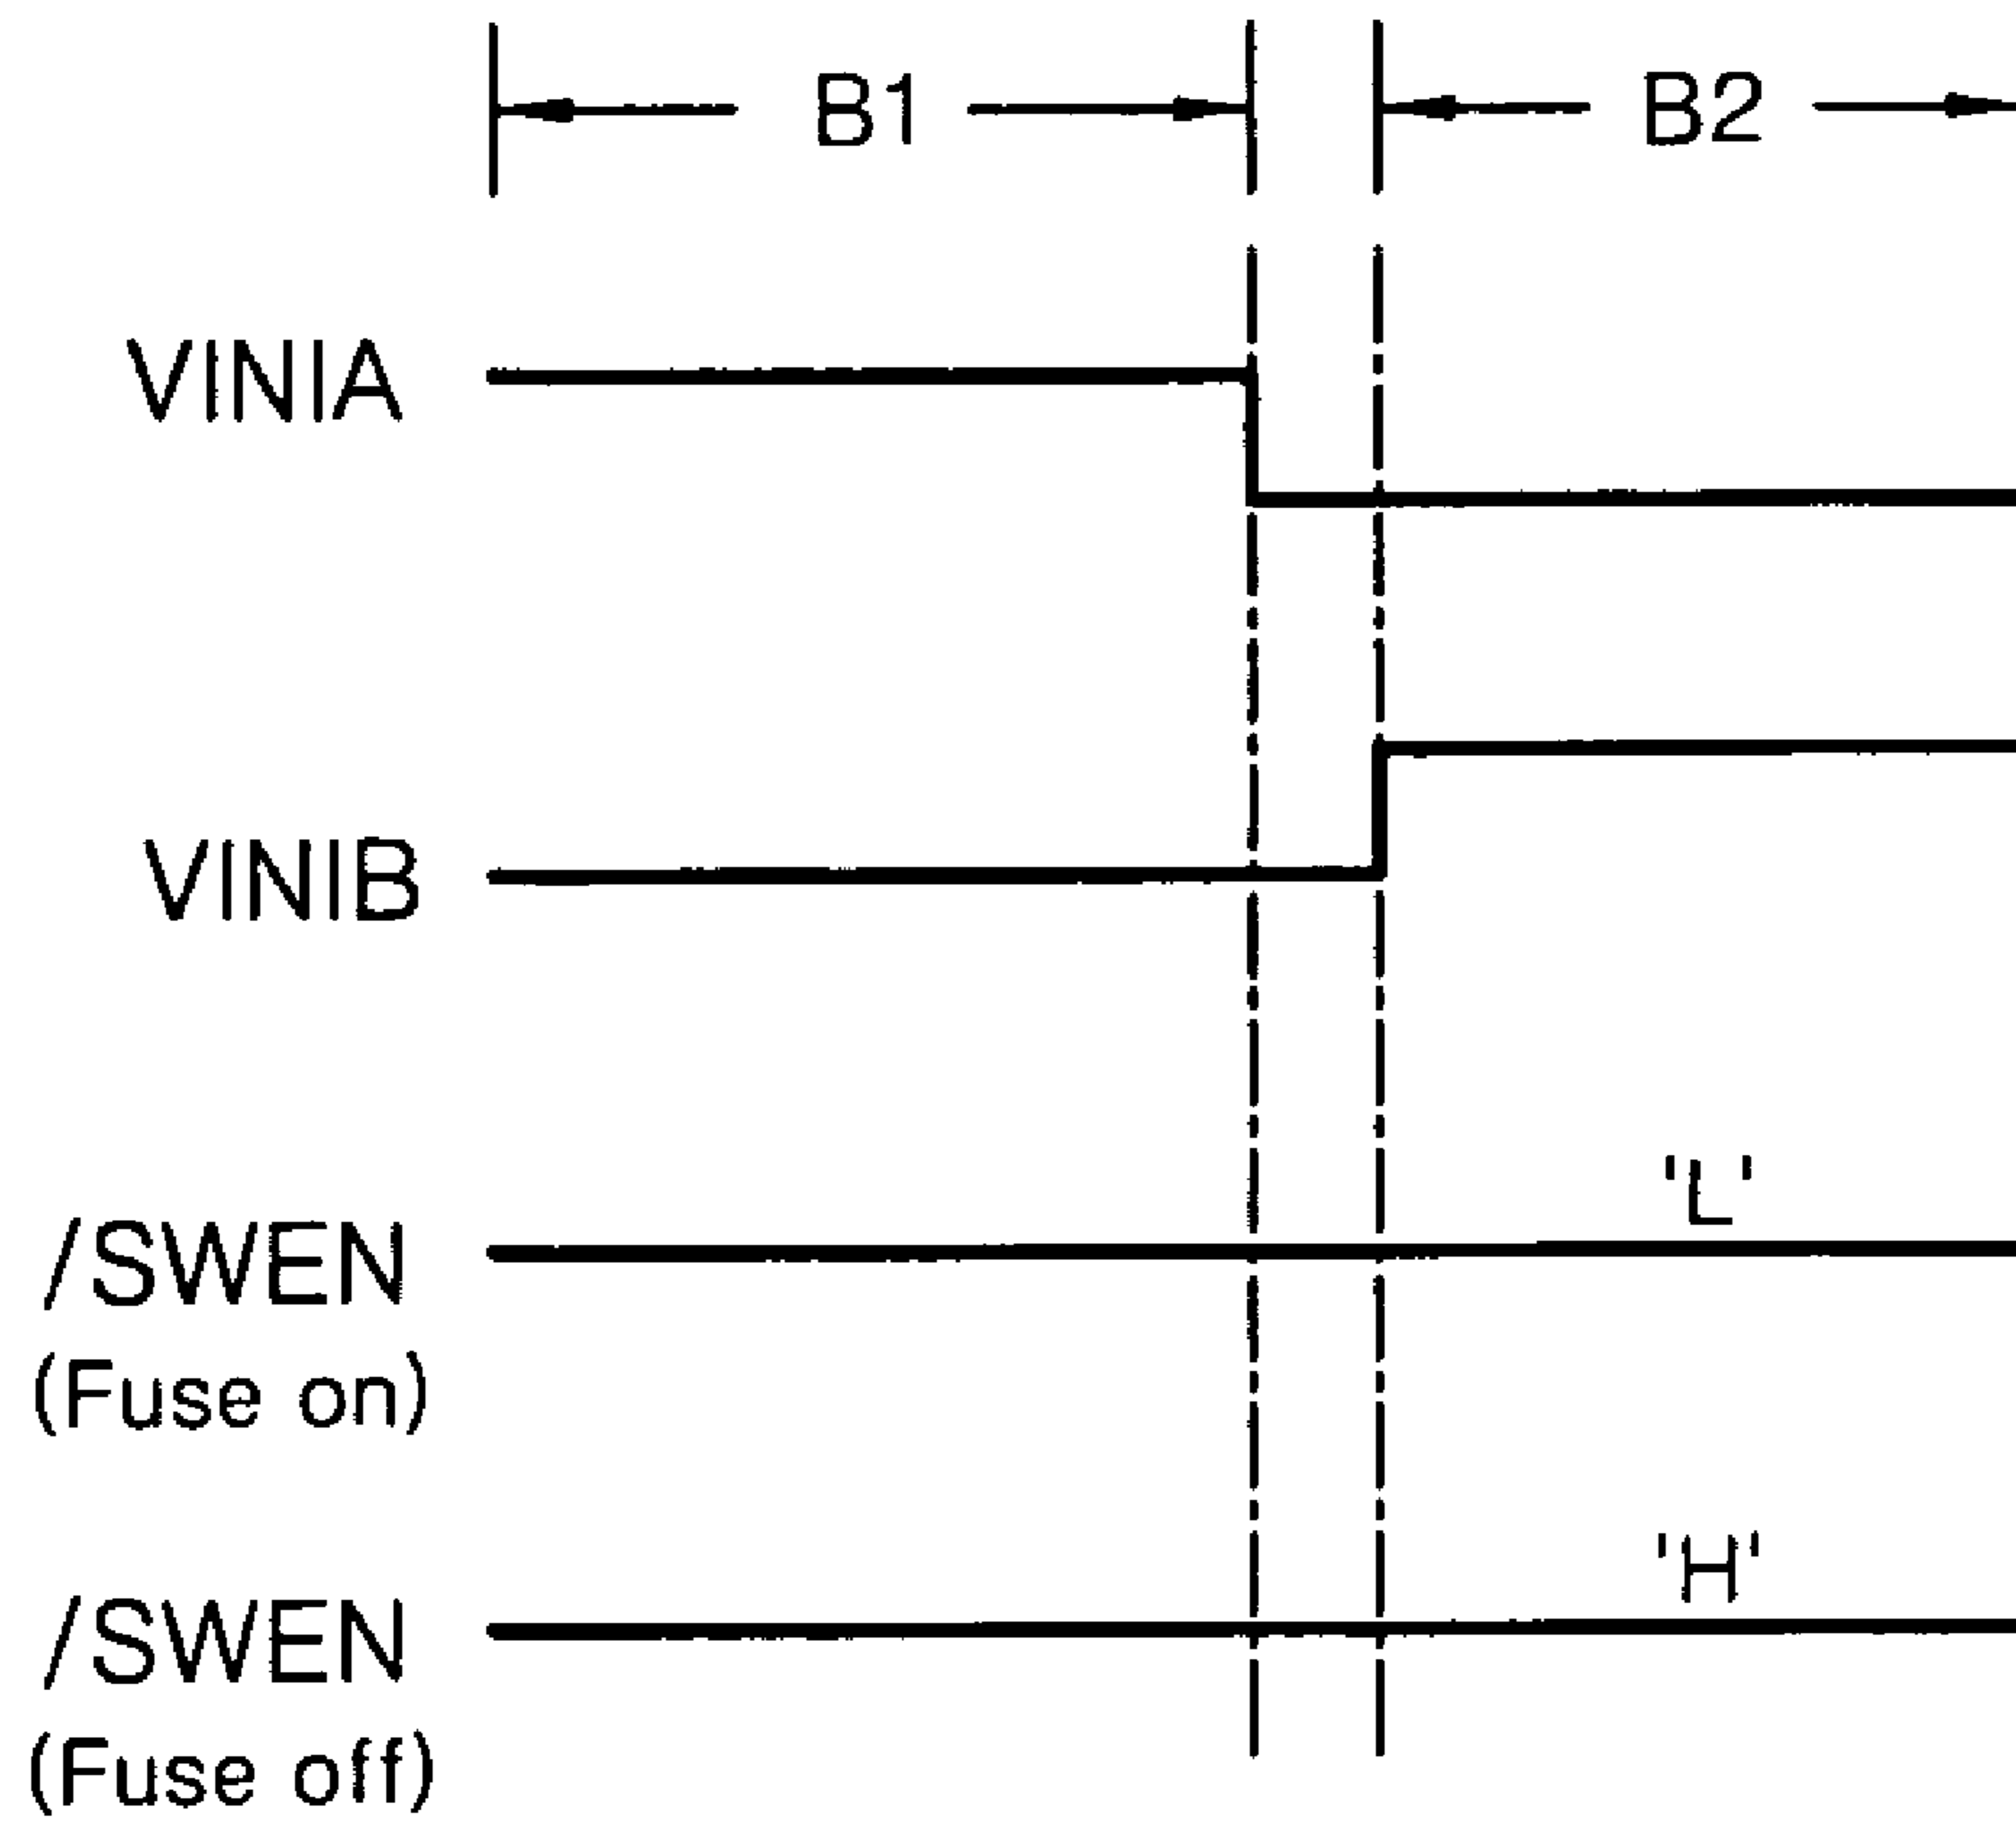 B1 B2
VINIA
VINIB
'L'
/SWEN
(Fuse on)
'H'
/SWEN
(Fuse off)